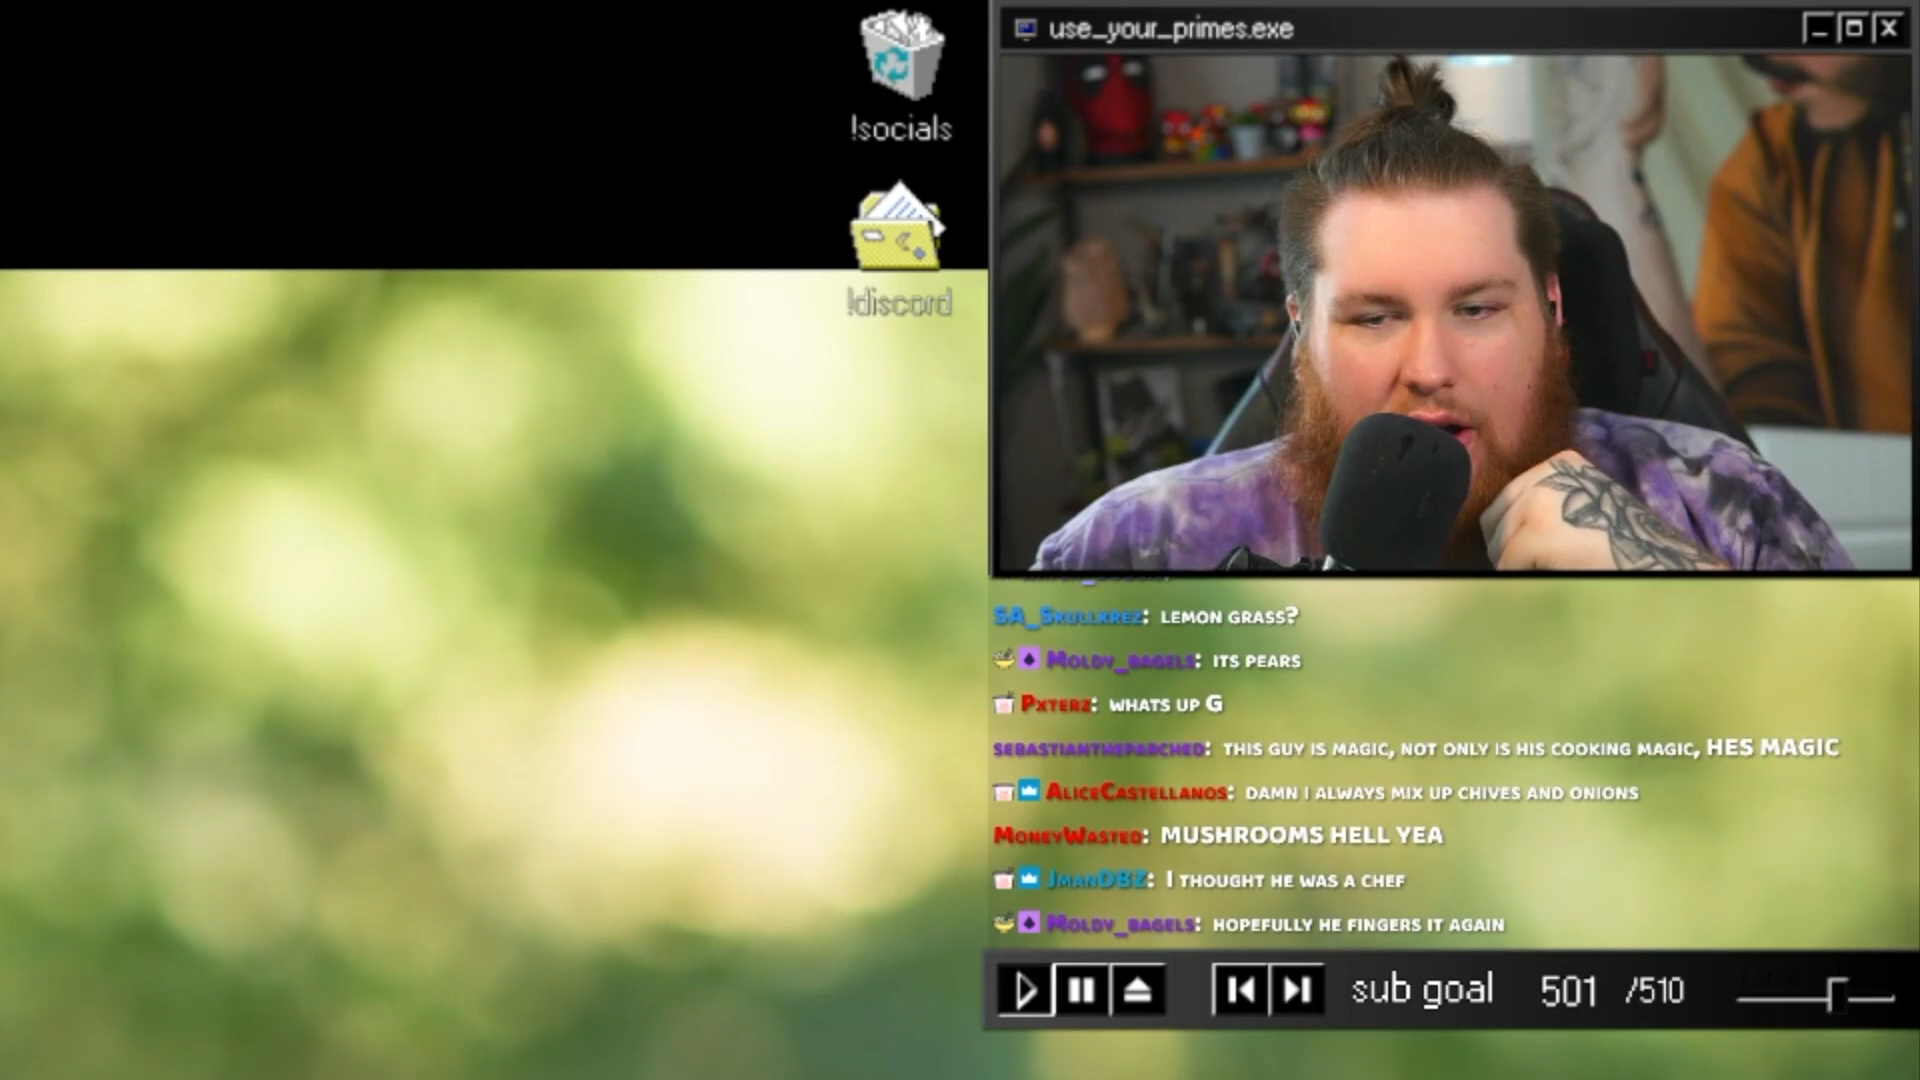 !socials
!discord
use_your_primes.exe
SA_Skullkrez: LEMON GRASS?
Moldy_bagels: ITS PEARS
Pxterz: WHATS UP G
SEBASTIANTHEPARCHED: THIS GUY IS MAGIC, NOT ONLY IS HIS COOKING MAGIC, HES MAGIC
AliceCastellanos: DAMN I ALWAYS MIX UP CHIVES AND ONIONS
MoneyWasted: MUSHROOMS HELL YEA
JmanDBZ: I THOUGHT HE WAS A CHEF
Moldy_bagels: HOPEFULLY HE FINGERS IT AGAIN
sub goal 501 /510